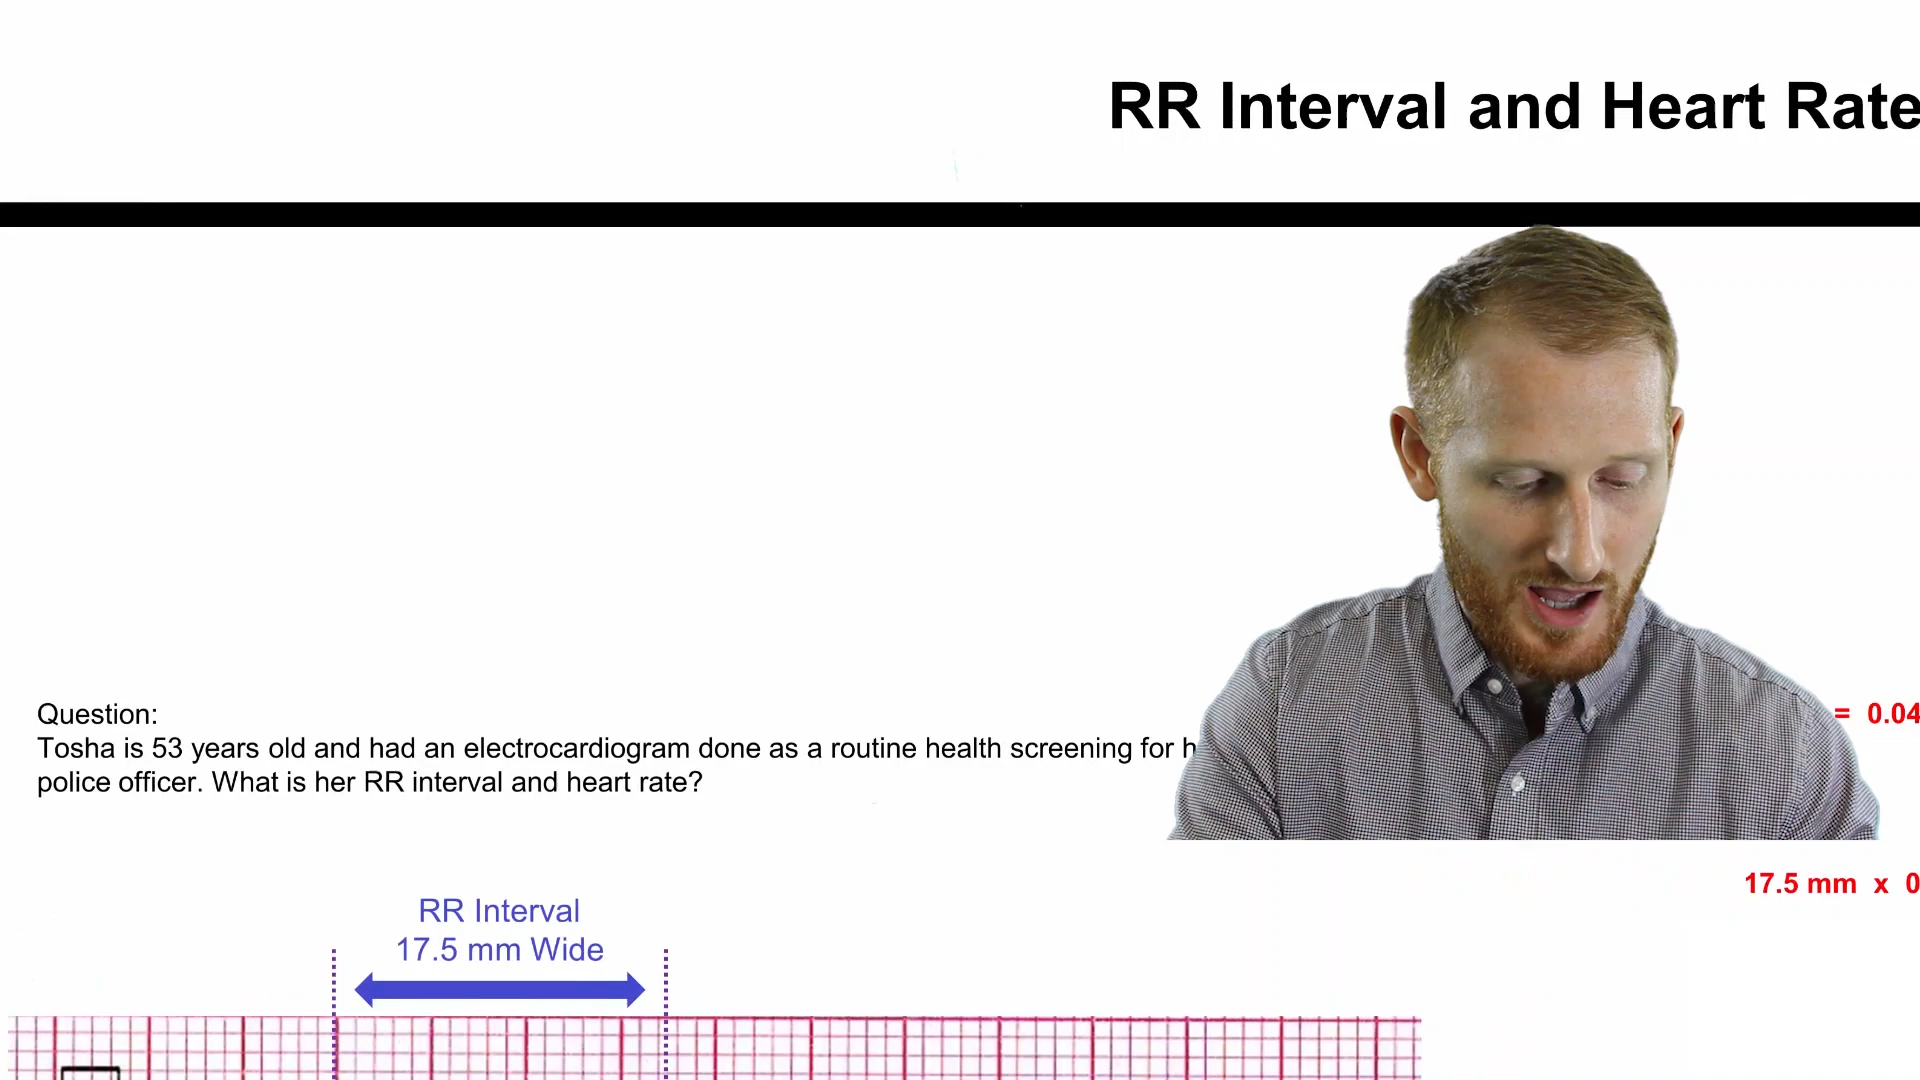 RR Interval and Heart Rate
Question:
Tosha is 53 years old and had an electrocardiogram done as a routine health screening for h
police officer. What is her RR interval and heart rate?
= 0.04
17.5 mm x 0
RR Interval
17.5 mm Wide